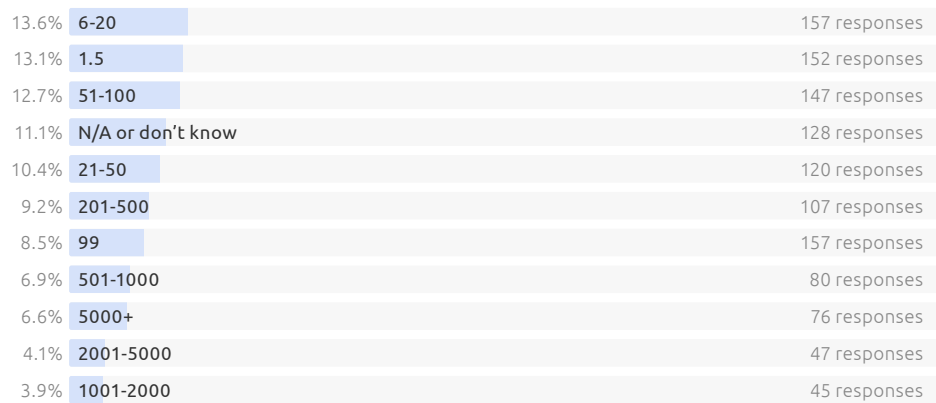 13.6% 6-20 157 responses
13.1% 1.5 152 responses
12.7% 51-100 147 responses
11.1% N/A or don’t know 128 responses
10.4% 21-50 120 responses
9.2% 201-500 107 responses
8.5% 99 157 responses
6.9% 501-1000 80 responses
6.6% 5000+ 76 responses
4.1% 2001-5000 47 responses
3.9% 1001-2000 45 responses